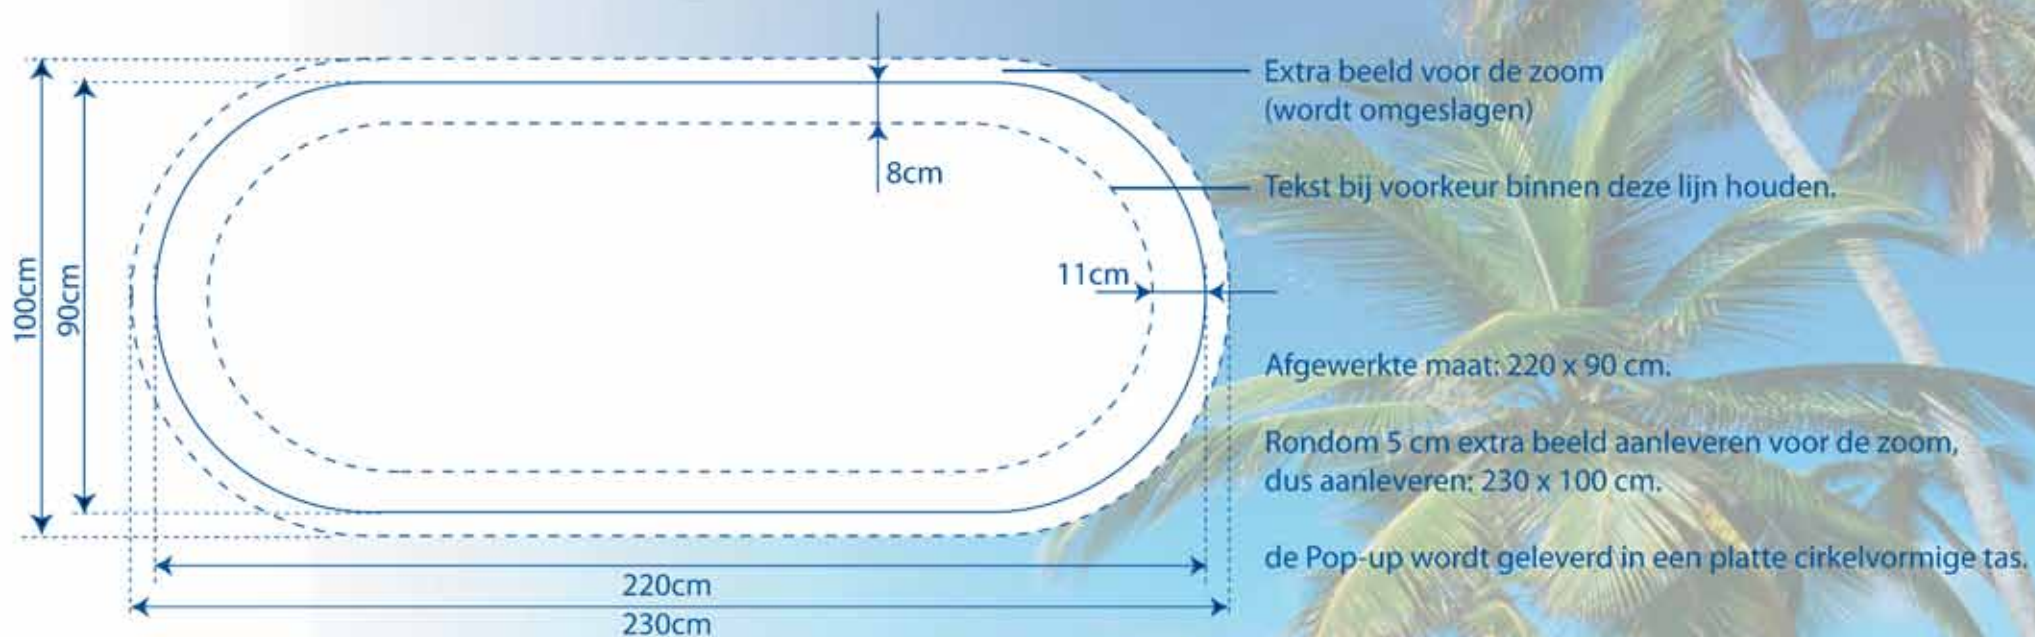 Extra beeld voor de zoom
(wordt omgeslagen)
8cm
Tekst bij voorkeur binnen deze lijn houden.
100cm
90cm
11cm
Afgewerkte maat: 220 x 90 cm.
Rondom 5 cm extra beeld aanleveren voor de zoom,
dus aanleveren: 230 x 100 cm.
de Pop-up wordt geleverd in een platte cirkelvormige tas.
220cm
230cm